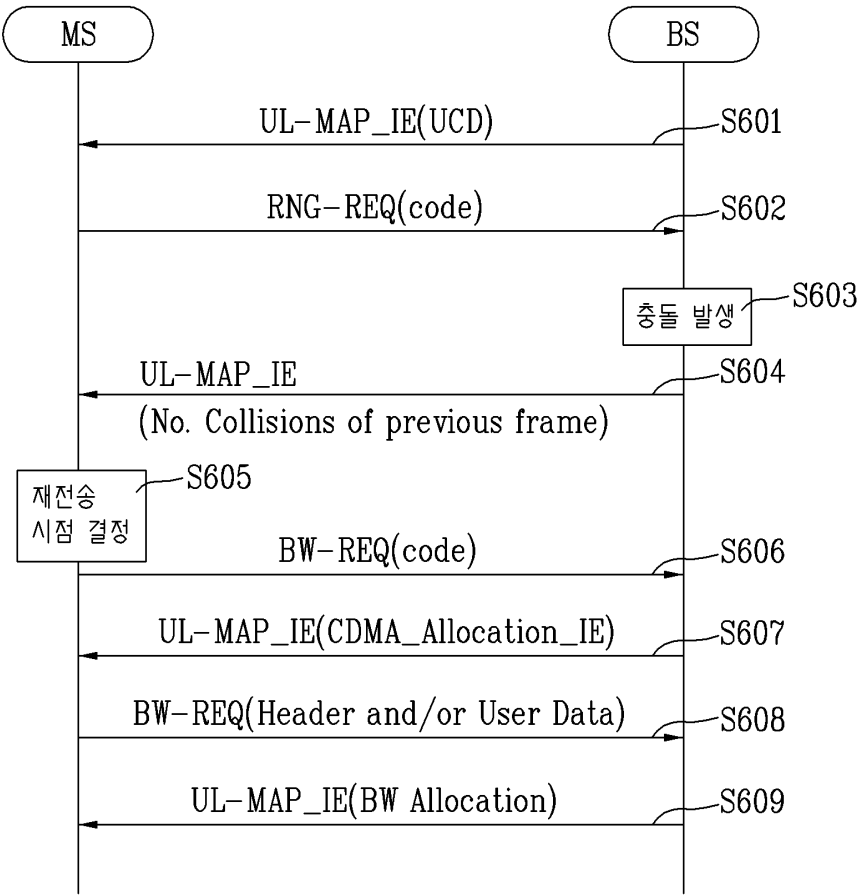 MS
BS
UL-MAP_IE(UCD)
S601
RNG-REQ(code)
S602
충돌 발생
S603
UL-MAP_IE
S604
(No. Collisions of previous frame)
재전송
시점 결정
S605
BW-REQ(code)
S606
UL-MAP_IE(CDMA_Allocation_IE)
S607
BW-REQ(Header and/or User Data)
S608
UL-MAP_IE(BW Allocation)
S609